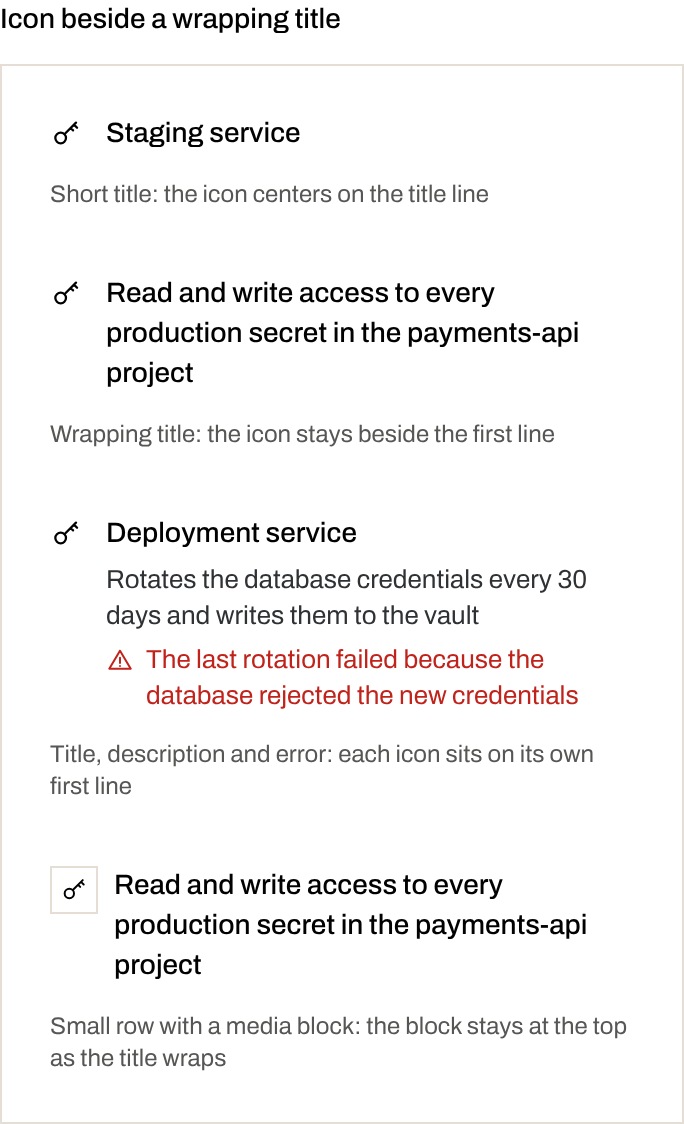 Icon beside a wrapping title
Staging service
Short title: the icon centers on the title line
Read and write access to every
production secret in the payments-api
project
Wrapping title: the icon stays beside the first line
Deployment service
Rotates the database credentials every 30
days and writes them to the vault
The last rotation failed because the
database rejected the new credentials
Title, description and error: each icon sits on its own
first line
Read and write access to every
production secret in the payments-api
project
Small row with a media block: the block stays at the top
as the title wraps